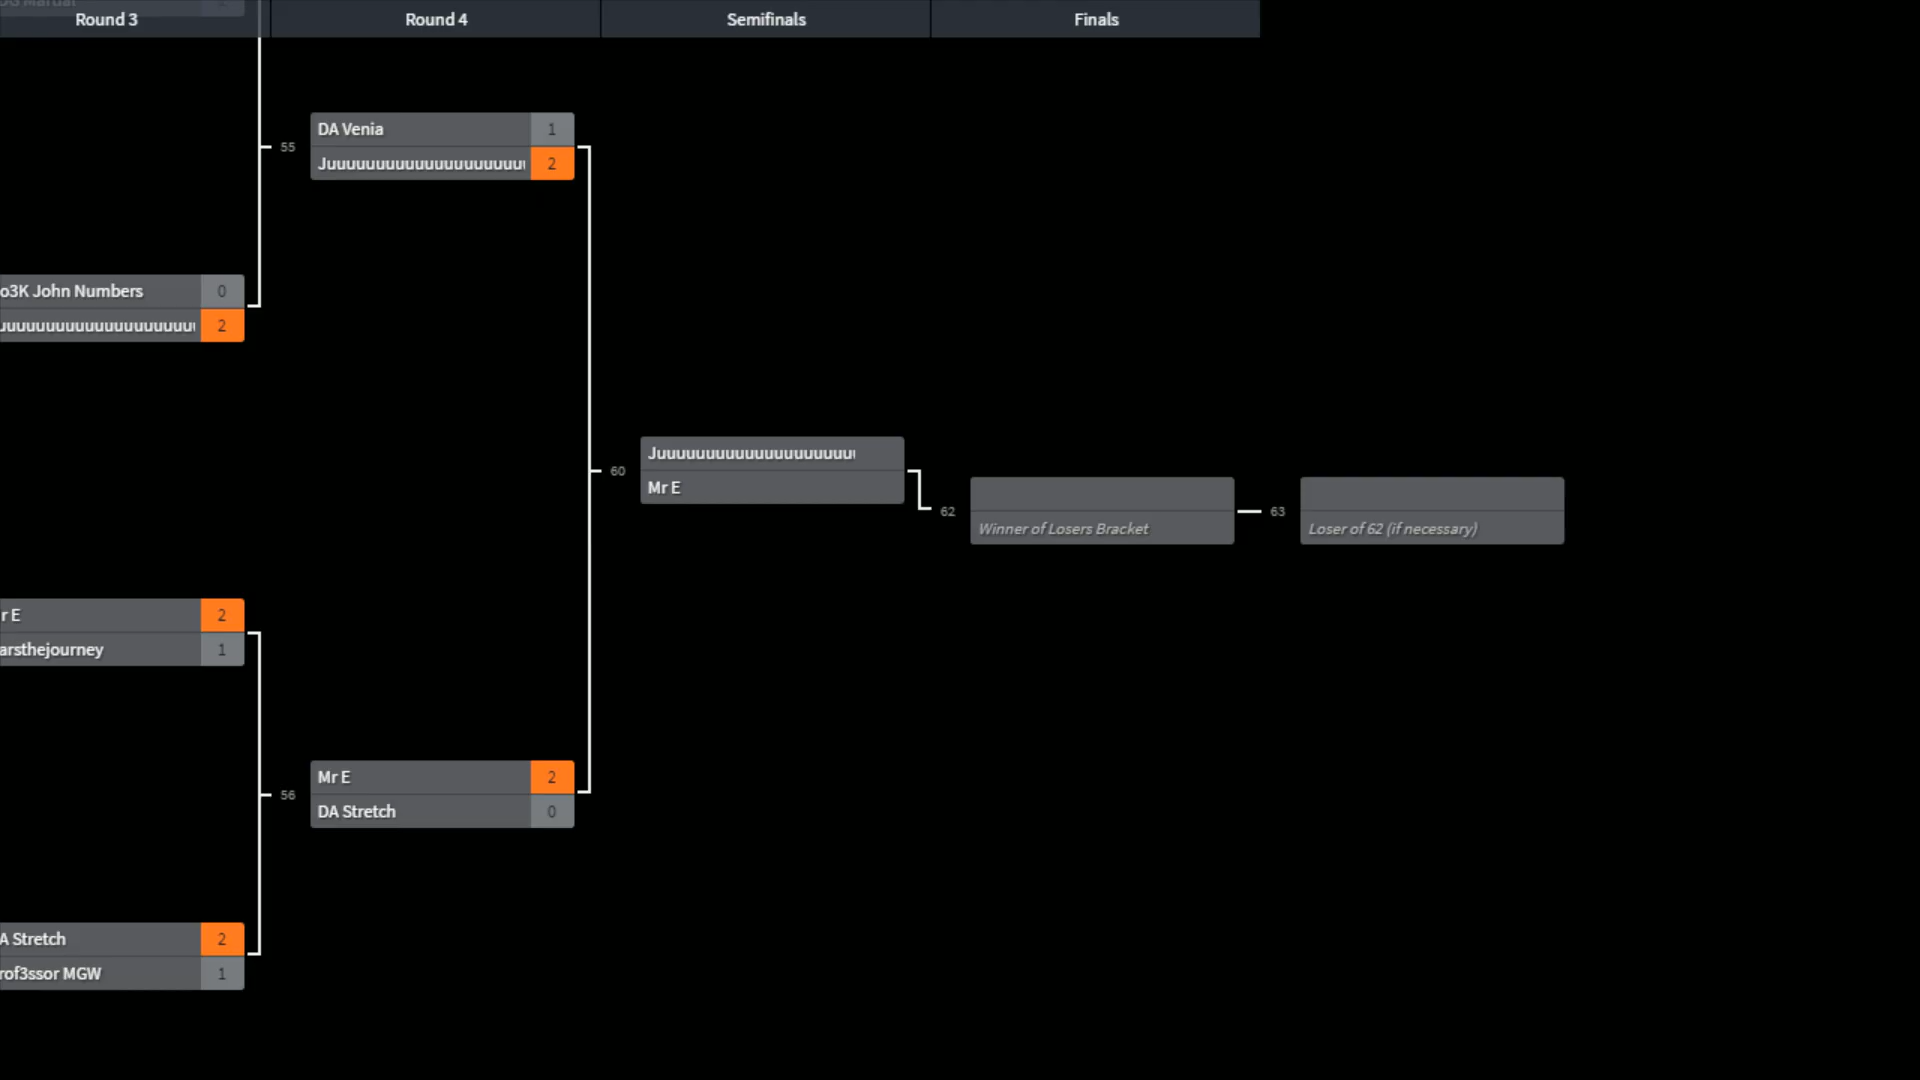 Round 3
Round 4
Semifinals
Finals
55
DA Venia 1
Juuuuuuuuuuuuuuuuuuuu 2
o3K John Numbers 0
uuuuuuuuuuuuuuuuuuuu 2
60
Juuuuuuuuuuuuuuuuuuuu
Mr E
62
Winner of Losers Bracket
63
Loser of 62 (if necessary)
r E 2
arsthejourney 1
56
Mr E 2
DA Stretch 0
A Stretch 2
rof3ssor MGW 1